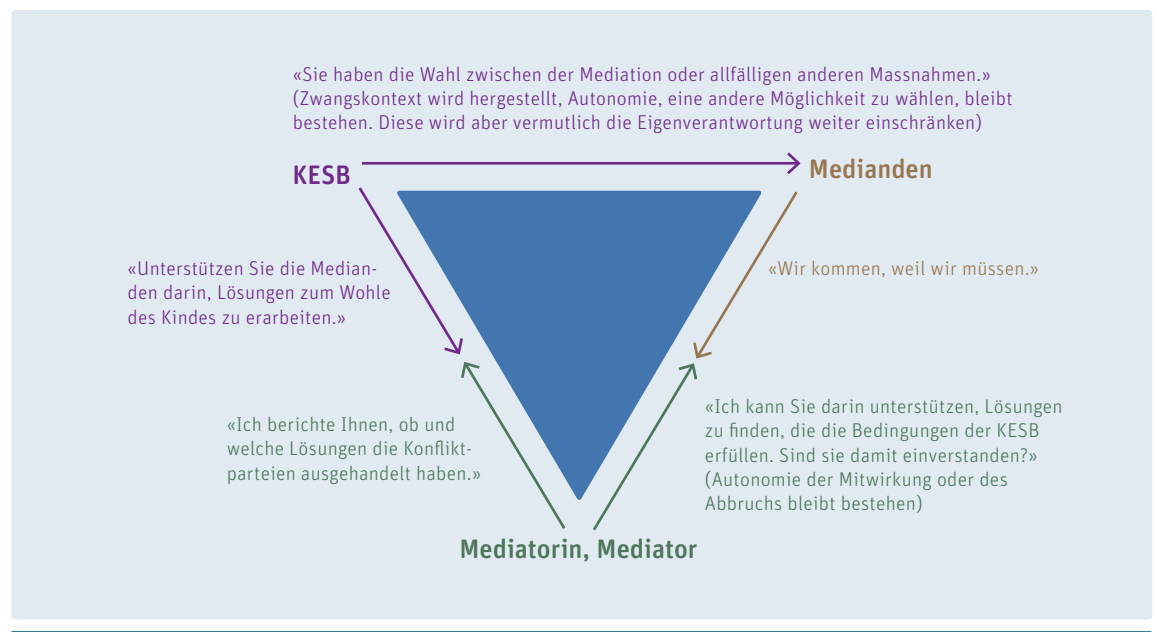 «Sie haben die Wahl zwischen der Mediation oder allfälligen anderen Massnahmen.»
(Zwangskontext wird hergestellt, Autonomie, eine andere Möglichkeit zu wählen, bleibt
bestehen. Diese wird aber vermutlich die Eigenverantwortung weiter einschränken)
KESB
Medianden
«Unterstützen Sie die Median-
den darin, Lösungen zum Wohle
des Kindes zu erarbeiten.»
«Wir kommen, weil wir müssen.»
«Ich berichte Ihnen, ob und
welche Lösungen die Konflikt-
parteien ausgehandelt haben.»
«Ich kann Sie darin unterstützen, Lösungen
zu finden, die die Bedingungen der KESB
erfüllen. Sind sie damit einverstanden?»
(Autonomie der Mitwirkung oder des
Abbruchs bleibt bestehen)
Mediatorin, Mediator